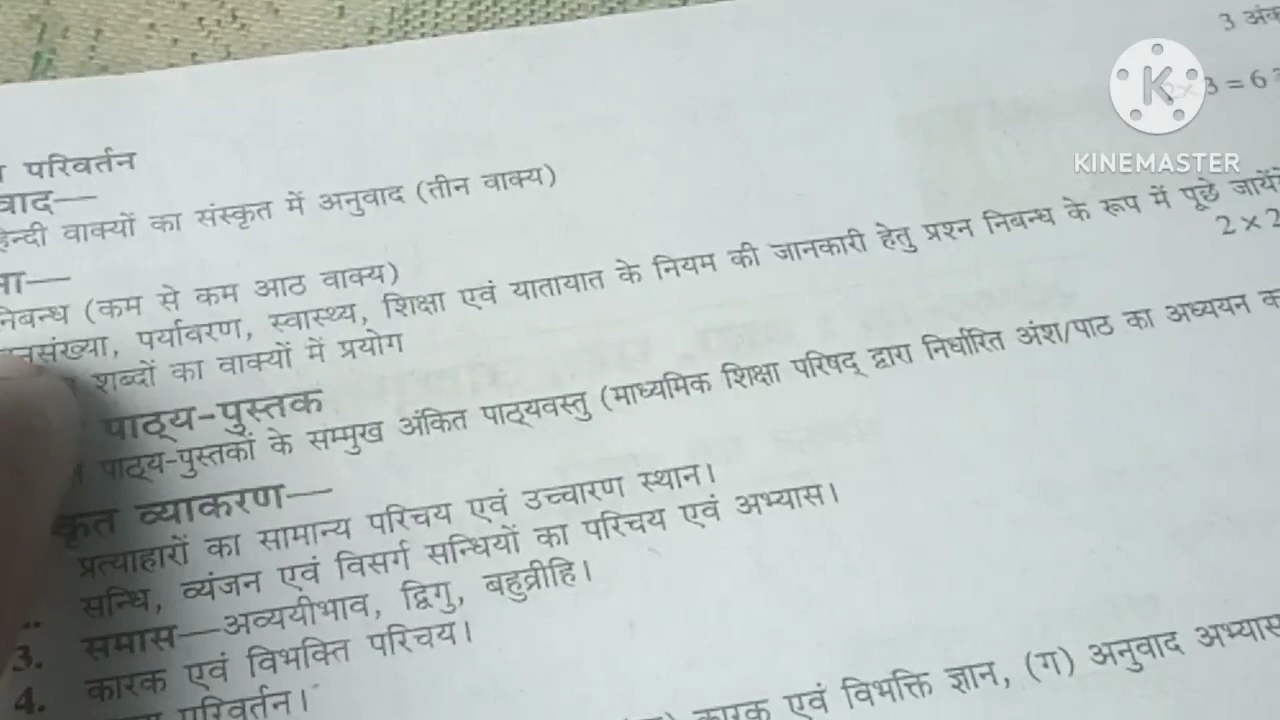 3 अंक
3 = 6
KINEMASTER
परिवर्तन
वाद—
हिन्दी वाक्यों का संस्कृत में अनुवाद (तीन वाक्य)
निबन्ध (कम से कम आठ वाक्य)
नसंख्या, पर्यावरण, स्वास्थ्य, शिक्षा एवं यातायात के नियम की जानकारी हेतु प्रश्न निबन्ध के रूप में पूछे जायेंगे
2 × 2
शब्दों का वाक्यों में प्रयोग
पाठ्य-पुस्तक
पाठ्य-पुस्तकों के सम्मुख अंकित पाठ्यवस्तु (माध्यमिक शिक्षा परिषद् द्वारा निर्धारित अंश/पाठ का अध्ययन
कृत व्याकरण—
प्रत्याहारों का सामान्य परिचय एवं उच्चारण स्थान।
सन्धि, व्यंजन एवं विसर्ग सन्धियों का परिचय एवं अभ्यास।
3. समास—अव्ययीभाव, द्विगु, बहुव्रीहि।
4. कारक एवं विभक्ति परिचय।
परिवर्तन।
कारक एवं विभक्ति ज्ञान, (ग) अनुवाद अभ्यास